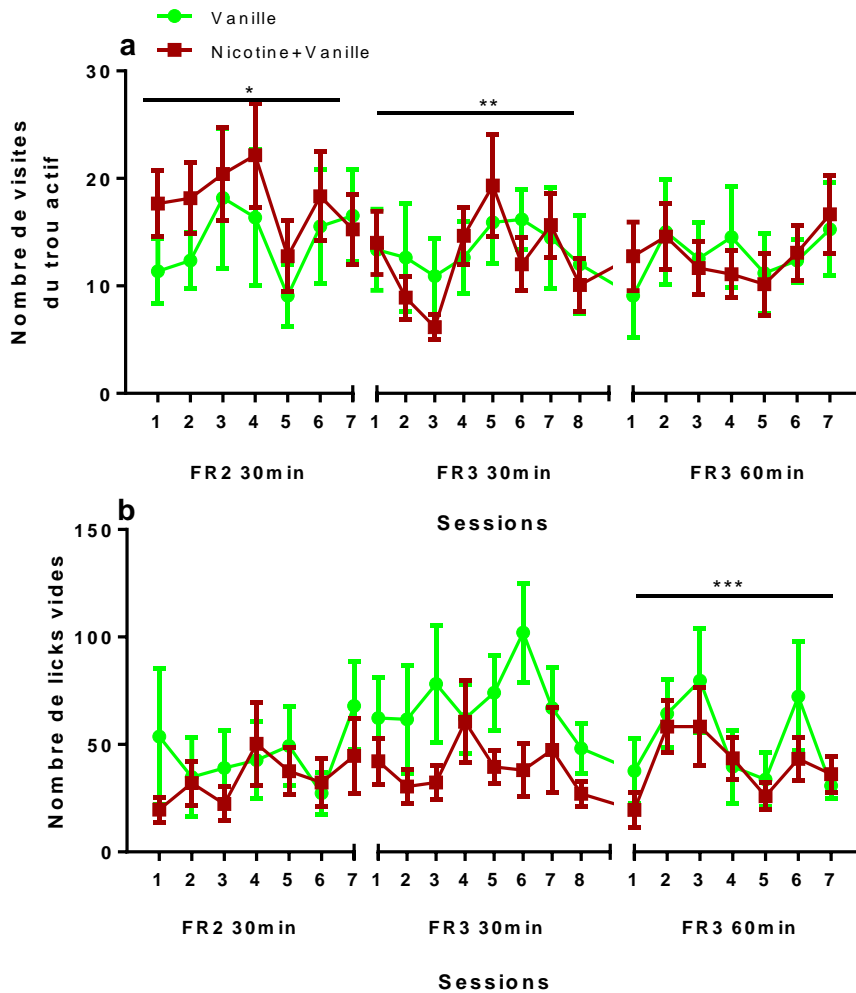 Vanille
Nicotine+Vanille
a
Nombre de visites
du trou actif
30
20
10
0
*
**
1 2 3 4 5 6 7 1 2 3 4 5 6 7 8 1 2 3 4 5 6 7
FR2 30min FR3 30min FR3 60min
Sessions
b
Nombre de licks vides
150
100
50
0
***
1 2 3 4 5 6 7 1 2 3 4 5 6 7 8 1 2 3 4 5 6 7
FR2 30min FR3 30min FR3 60min
Sessions